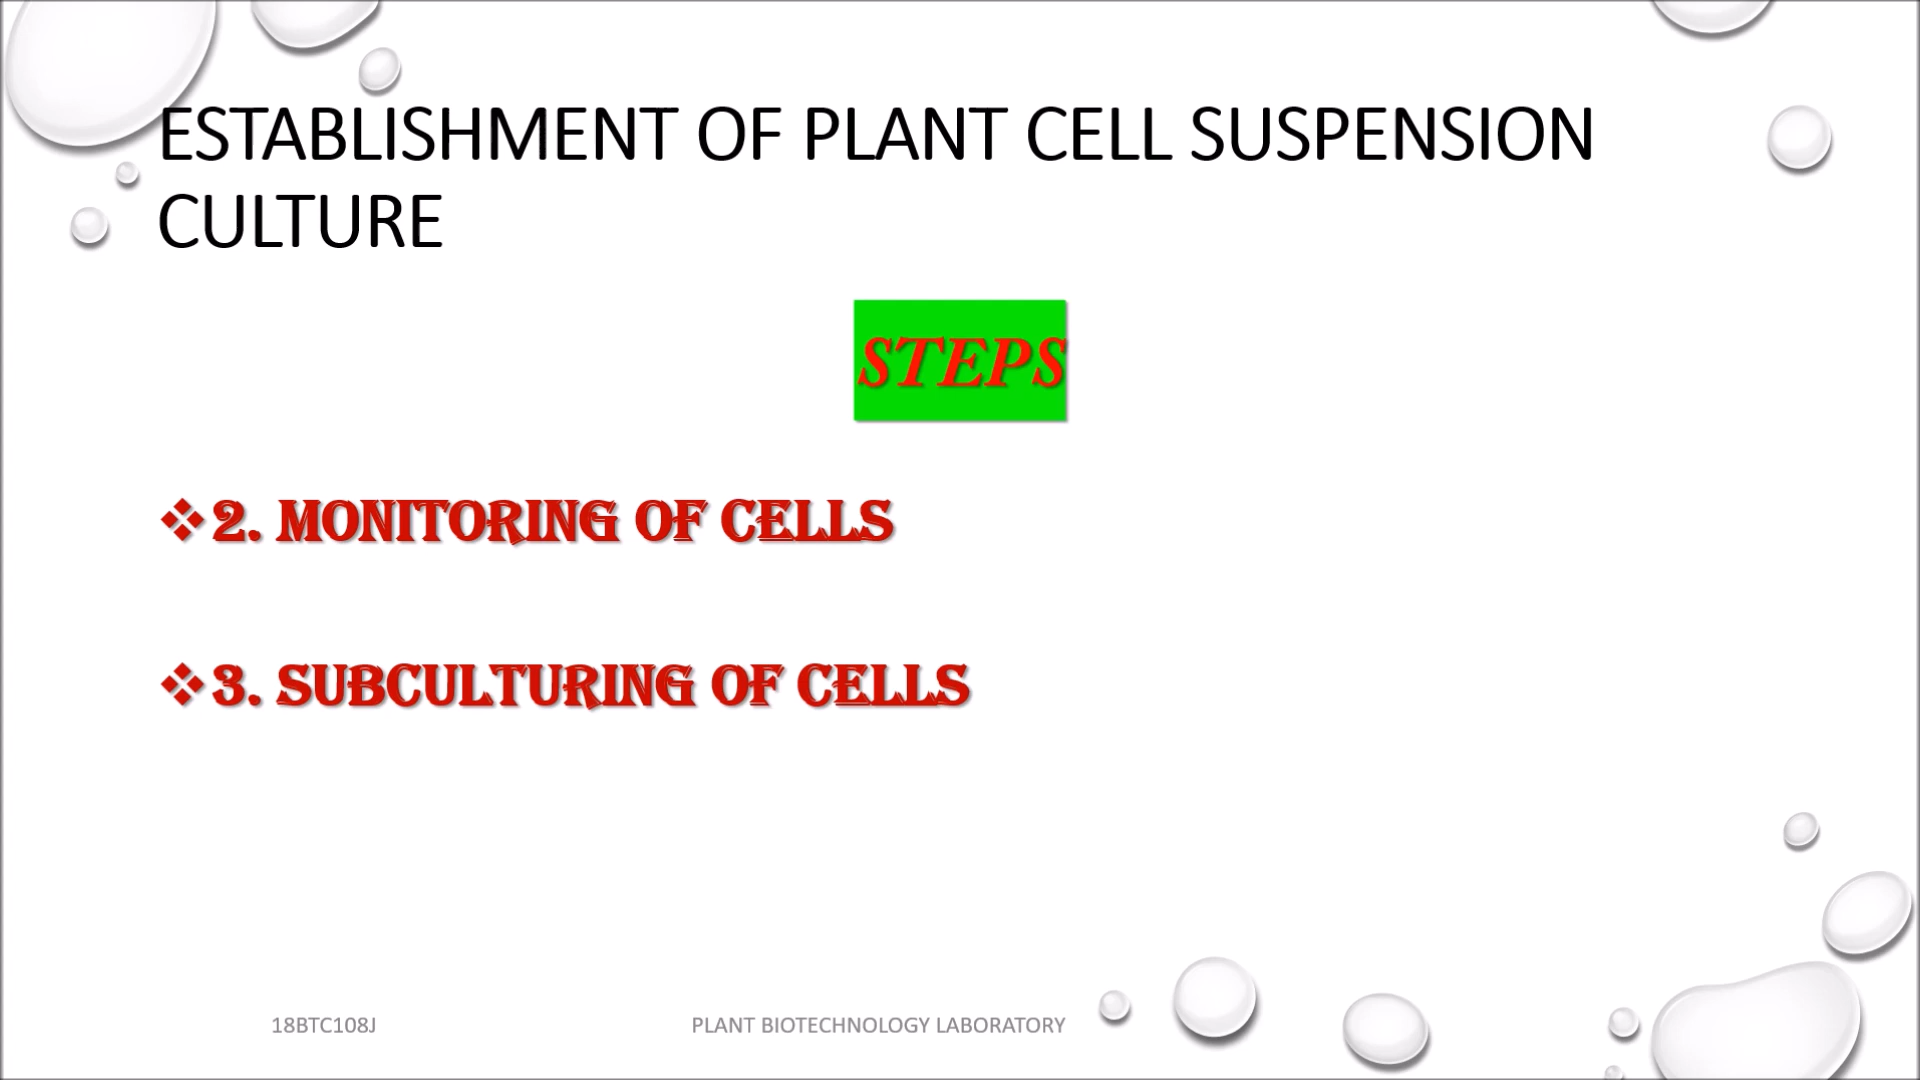 ESTABLISHMENT OF PLANT CELL SUSPENSION
CULTURE
STEPS
❖2. MONITORING OF CELLS
❖3. SUBCULTURING OF CELLS
18BTC108J
PLANT BIOTECHNOLOGY LABORATORY